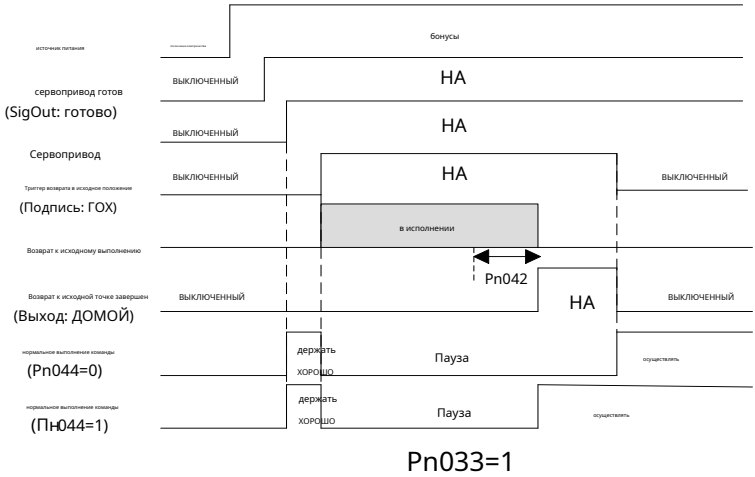 бонусы
источник питания
сервопривод готов
ВЫКЛЮЧЕННЫЙ
НА
(SigOut: готово)
ВЫКЛЮЧЕННЫЙ
НА
Сервопривод
ВЫКЛЮЧЕННЫЙ
НА
ВЫКЛЮЧЕННЫЙ
Триггер возврата в исходное положение
(Подпись: ГОХ)
в исполнении
Возврат к исходному выполнению
Pn042
Возврат к исходной точке завершен
ВЫКЛЮЧЕННЫЙ
НА
ВЫКЛЮЧЕННЫЙ
(Выход: ДОМОЙ)
нормальное выполнение команды
держать
ХОРОШО
Пауза
осуществлять
(Pn044=0)
нормальное выполнение команды
держать
ХОРОШО
Пауза
осуществлять
(Пн044=1)
Pn033=1